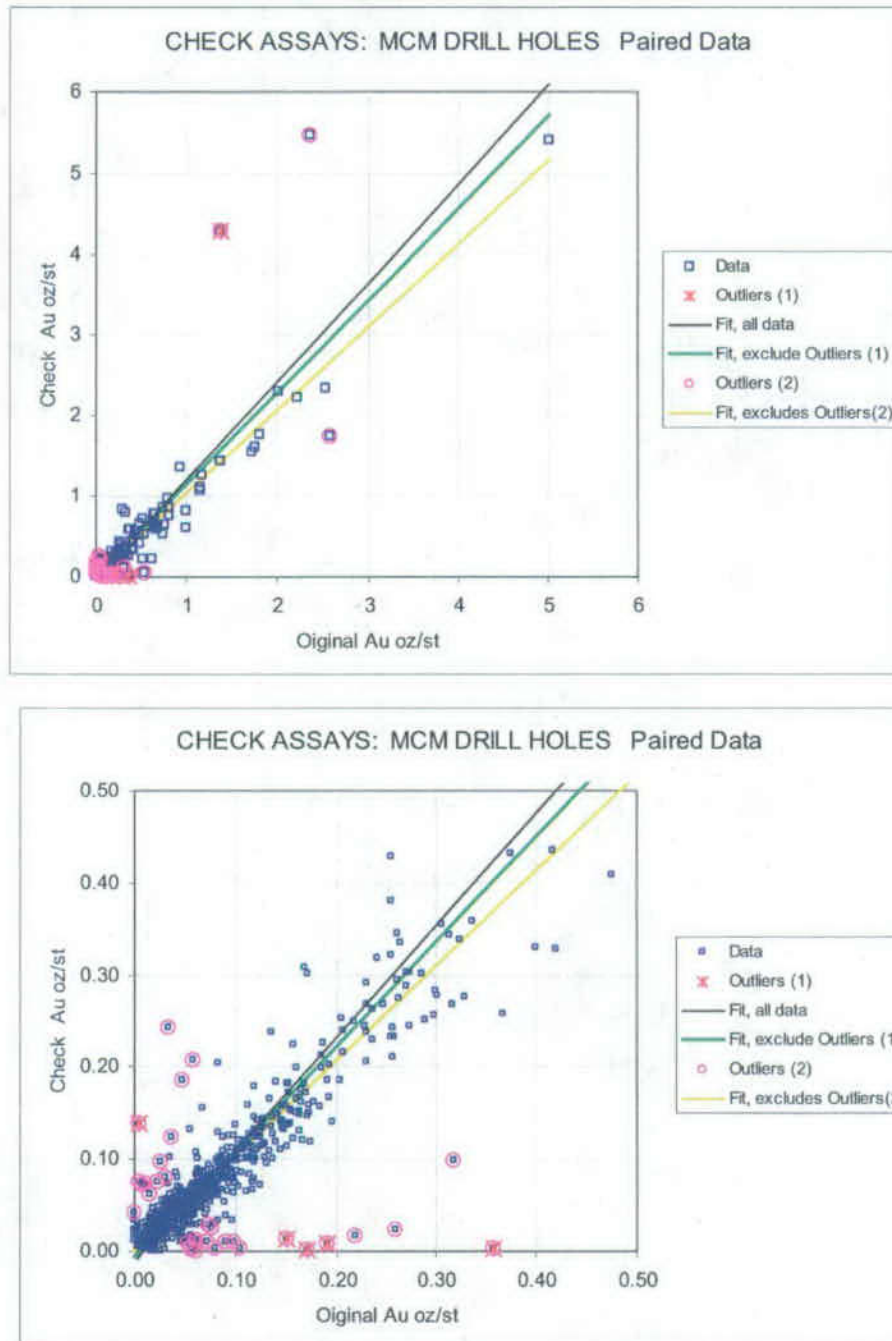 CHECK ASSAYS: MCM DRILL HOLES Paired Data
6
5
4
3
2
1
0
Check Au oz/st
0 1 2 3 4 5 6
Oiginal Au oz/st
Data
Outliers (1)
Fit, all data
Fit, exclude Outliers (1)
Outliers (2)
Fit, excludes Outliers(2)
CHECK ASSAYS: MCM DRILL HOLES Paired Data
0.50
0.40
0.30
0.20
0.10
0.00
Check Au oz/st
0.00 0.10 0.20 0.30 0.40 0.50
Oiginal Au oz/st
Data
Outliers (1)
Fit, all data
Fit, exclude Outliers (1
Outliers (2)
Fit, excludes Outliers(